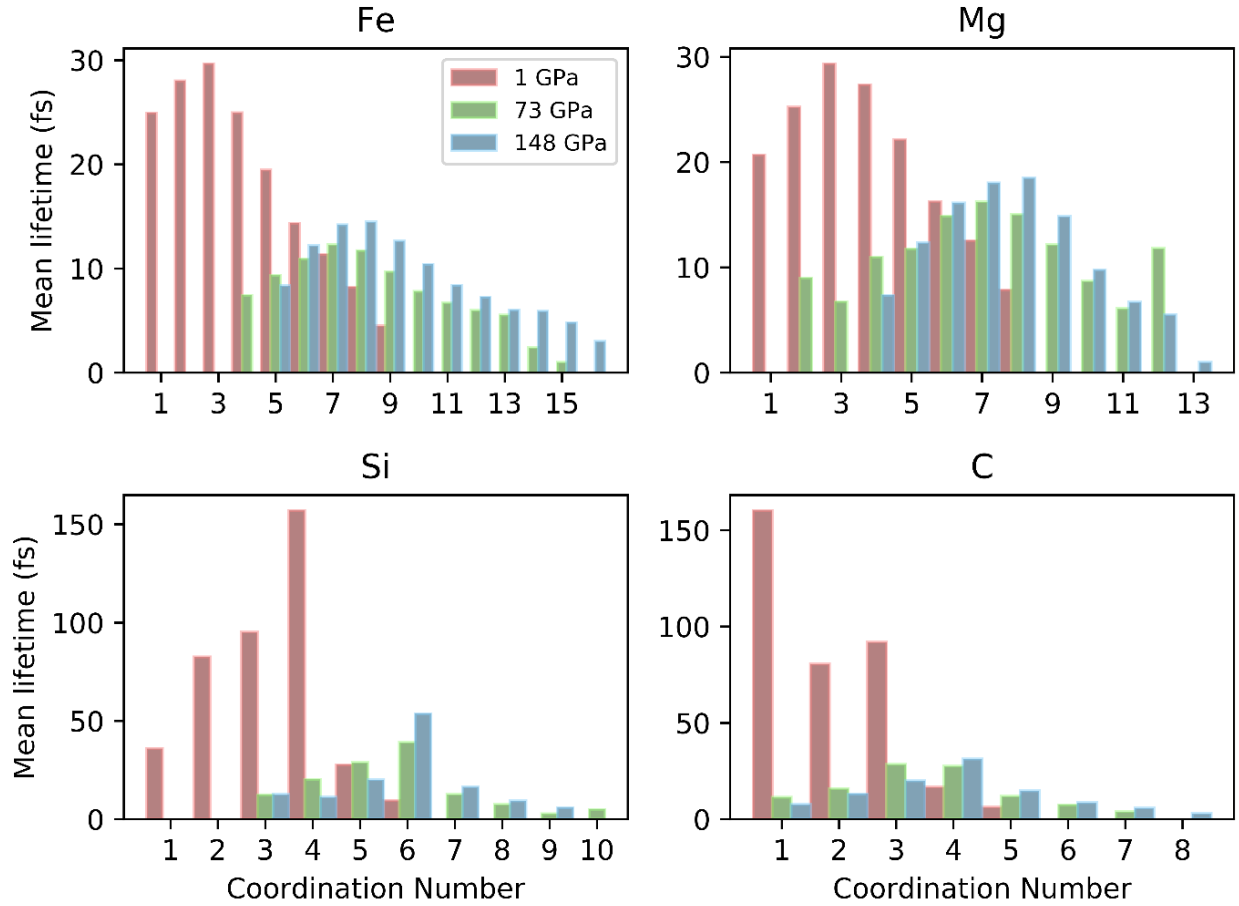 Fe
Mean lifetime (fs)
30
20
10
0
1 3 5 7 9 11 13 15
1 GPa
73 GPa
148 GPa
Mg
30
20
10
0
1 3 5 7 9 11 13
Si
Mean lifetime (fs)
150
100
50
0
1 2 3 4 5 6 7 8 9 10
Coordination Number
C
150
100
50
0
1 2 3 4 5 6 7 8
Coordination Number